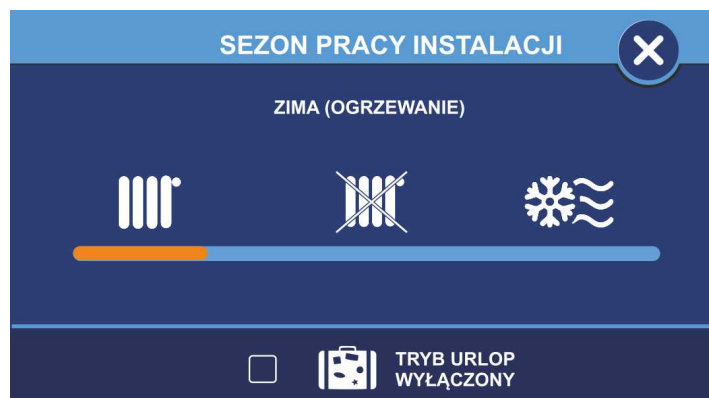 SEZON PRACY INSTALACJI
ZIMA (OGRZEWANIE)
TRYB URLOP
WYŁĄCZONY